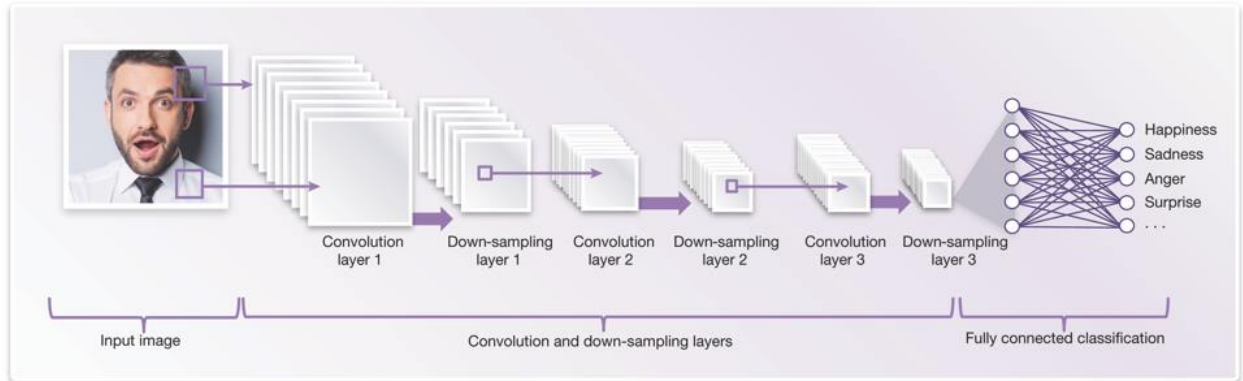 Happiness
Sadness
Anger
Surprise
. . .
Convolution
layer 1
Down-sampling
layer 1
Convolution
layer 2
Down-sampling
layer 2
Convolution
layer 3
Down-sampling
layer 3
Input image
Convolution and down-sampling layers
Fully connected classification